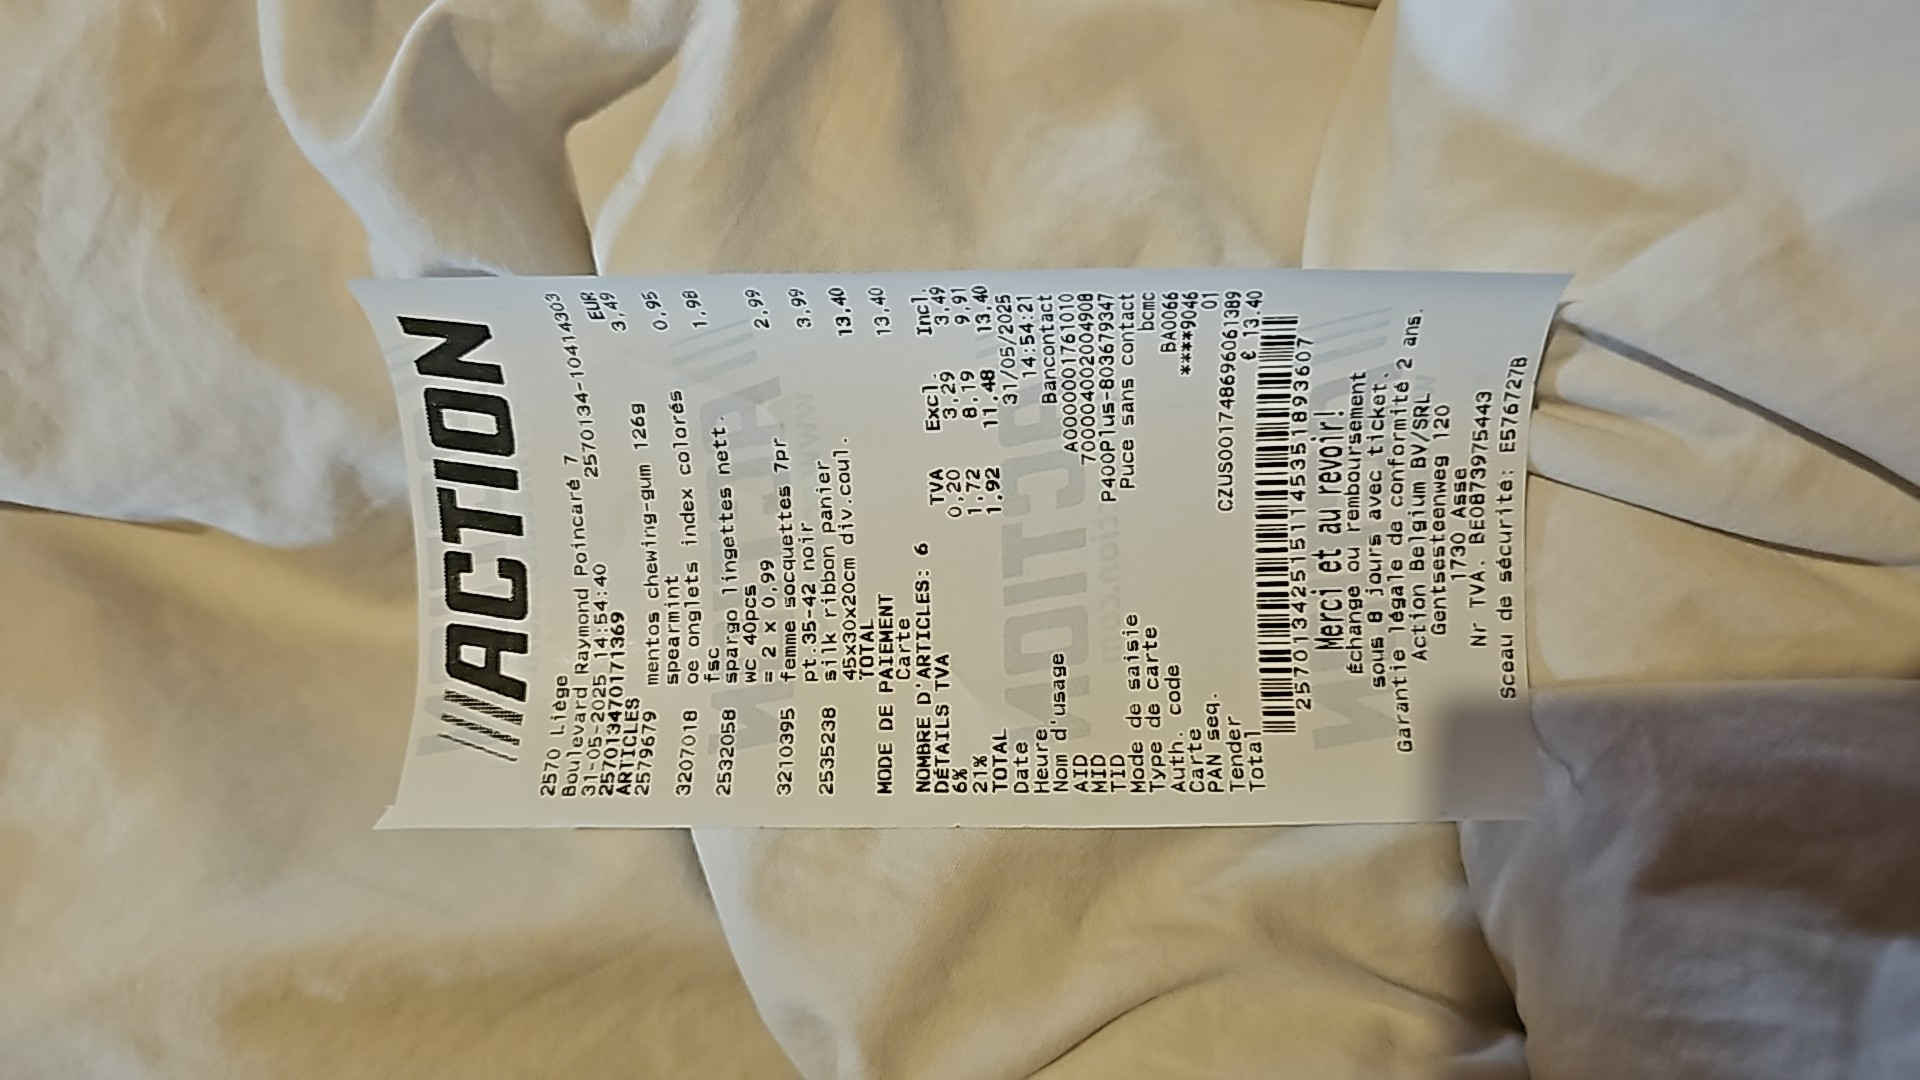 ACTION
2570 Liège
Boulevard Raymond Poincaré 7
31-05-2025 14:54:40 2570134-10414303
2570134701713​69
ARTICLES EUR
2579679 mentos chewing-gum 126g 3,49
spearmint
3207018 oe onglets index colorés 0,95
fsc
2532058 spargo lingettes nett. 1,98
wc 40pcs
= 2 x 0,99
3210395 femme socquettes 7pr 2,99
pt.35-42 noir
2535238 silk ribbon panier 3,99
45x30x20cm div.coul.
TOTAL 13,40
MODE DE PAIEMENT
Carte 13,40
NOMBRE D'ARTICLES: 6
DÉTAILS TVA TVA Excl. Incl.
6% 0,20 3,29 3,49
21% 1,72 8,19 9,91
TOTAL 1,92 11,48 13,40
Date 31/05/2025
Heure 14:54:21
Nom d'usage Bancontact
AID A0000001761010
MID 700004002004908
TID P400Plus-803679347
Mode de saisie Puce sans contact
Type de carte bcmc
Auth. code BA0066
Carte ****9046
PAN seq. 01
Tender CZUS001748696061389
Total € 13,40
2570134251511453518​93607
Merci et au revoir!
Échange ou remboursement
sous 8 jours avec ticket.
Garantie légale de conformité 2 ans.
Action Belgium BV/SRL
Gentsesteenweg 120
1730 Asse
Nr TVA. BE0873975443
Sceau de sécurité: E576727B